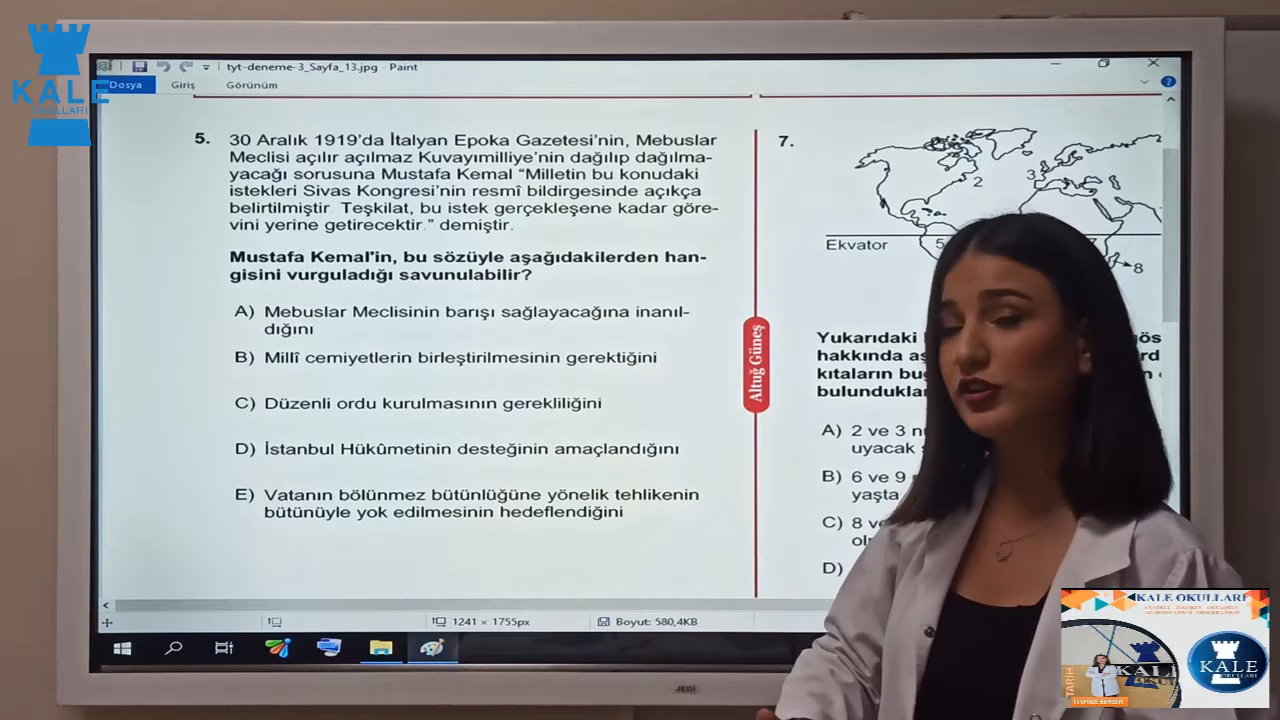 KALE
OKULLARI
tyt-deneme-3_Sayfa_13.jpg - Paint
Dosya
Giriş
Görünüm
5. 30 Aralık 1919’da İtalyan Epoka Gazetesi’nin, Mebuslar
Meclisi açılır açılmaz Kuvayımilliye’nin dağılıp dağılma-
yacağı sorusuna Mustafa Kemal “Milletin bu konudaki
istekleri Sivas Kongresi’nin resmî bildirgesinde açıkça
belirtilmiştir Teşkilat, bu istek gerçekleşene kadar göre-
vini yerine getirecektir.” demiştir.
Mustafa Kemal'in, bu sözüyle aşağıdakilerden han-
gisini vurguladığı savunulabilir?
A) Mebuslar Meclisinin barışı sağlayacağına inanıl-
dığını
B) Millî cemiyetlerin birleştirilmesinin gerektiğini
C) Düzenli ordu kurulmasının gerekliliğini
D) İstanbul Hükûmetinin desteğinin amaçlandığını
E) Vatanın bölünmez bütünlüğüne yönelik tehlikenin
bütünüyle yok edilmesinin hedeflendiğini
Altuğ Güneş
7.
2
3
Ekvator
5
7
8
Yukarıdaki
hakkında
kıtaların
A) 2 ve 3
uyacak
B) 6 ve 9
yaşta
C) 8
D)
1241 × 1755px
Boyut: 580,4KB
JEDI
KALE OKULLARI
TARİH
KALE
OKULLARI